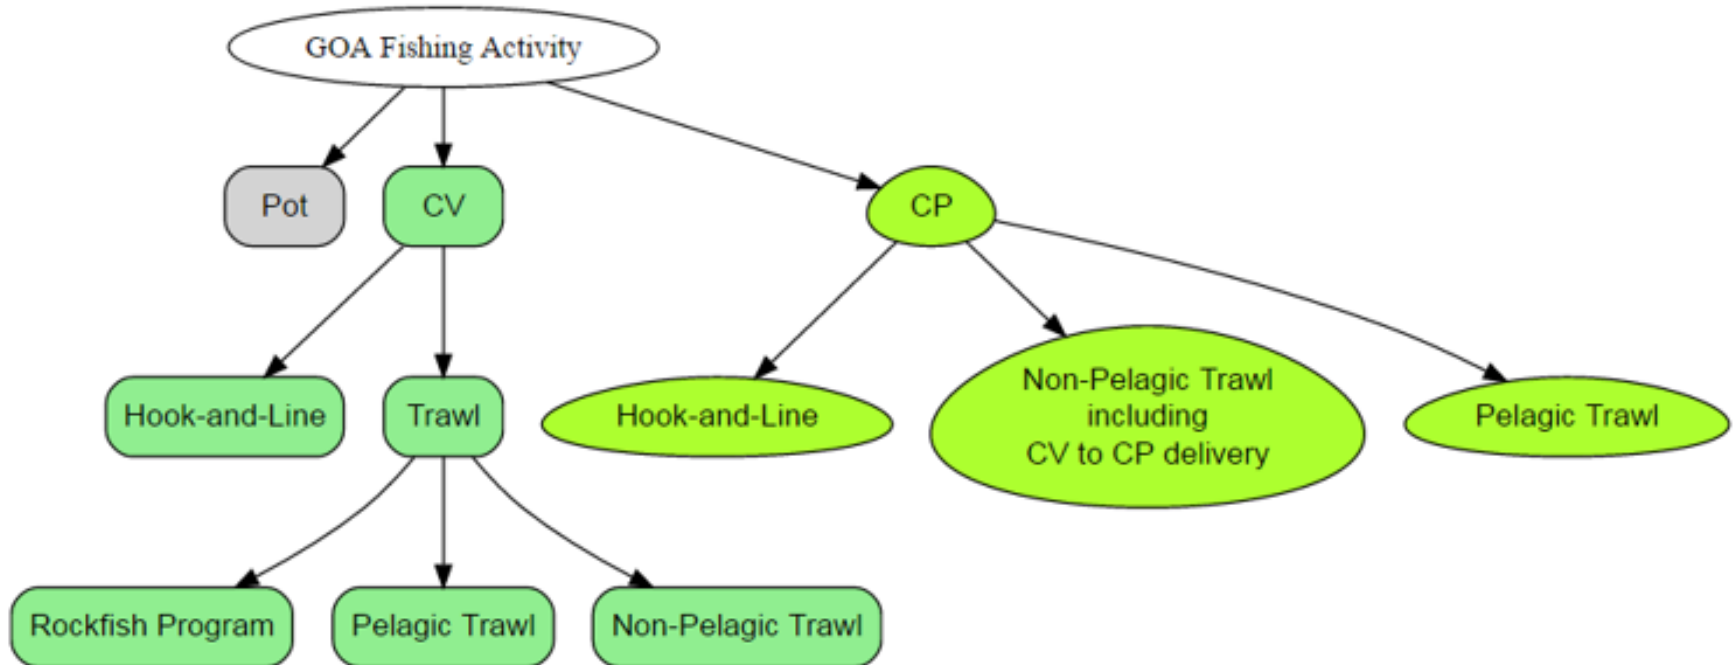 GOA Fishing Activity
Pot
CV
CP
Hook-and-Line
Trawl
Hook-and-Line
Non-Pelagic Trawl
including
CV to CP delivery
Pelagic Trawl
Rockfish Program
Pelagic Trawl
Non-Pelagic Trawl